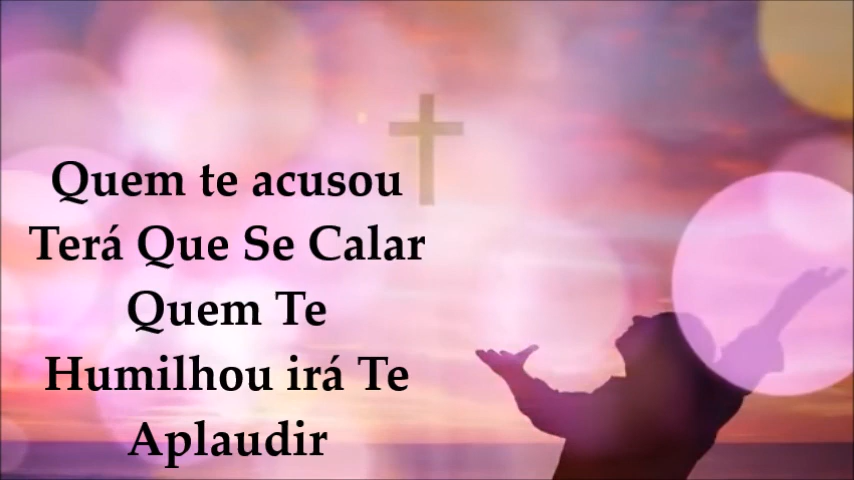 Quem te acusou
Terá Que Se Calar
Quem Te
Humilhou irá Te
Aplaudir